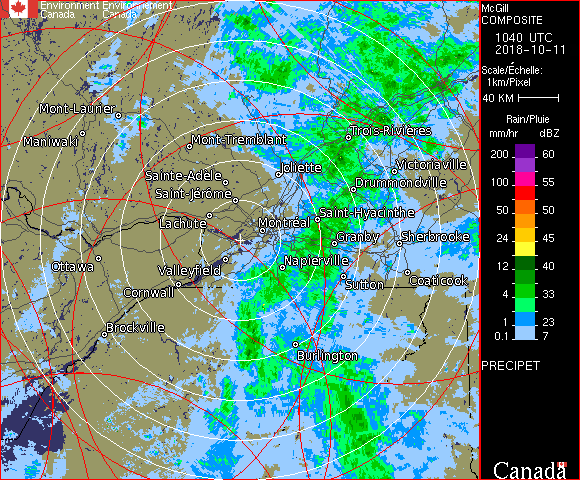 Environment Environnement
Canada Canada
McGill
COMPOSITE
1040 UTC
2018-10-11
Scale/Échelle:
1km/Pixel
40 KM
Rain/Pluie
mm/hr dBZ
200 60
100 55
50 50
24 45
12 40
4 33
1 23
0.1 7
PRECIPET
Canada
Mont-Laurier
Maniwaki
Mont-Tremblant
Trois-Rivières
Joliette
Victoriaville
Sainte-Adèle
Drummondville
Saint-Jérôme
Saint-Hyacinthe
Lachute
Montréal
Granby
Sherbrooke
Ottawa
Napierville
Valleyfield
Coaticook
Sutton
Cornwall
Brockville
Burlington